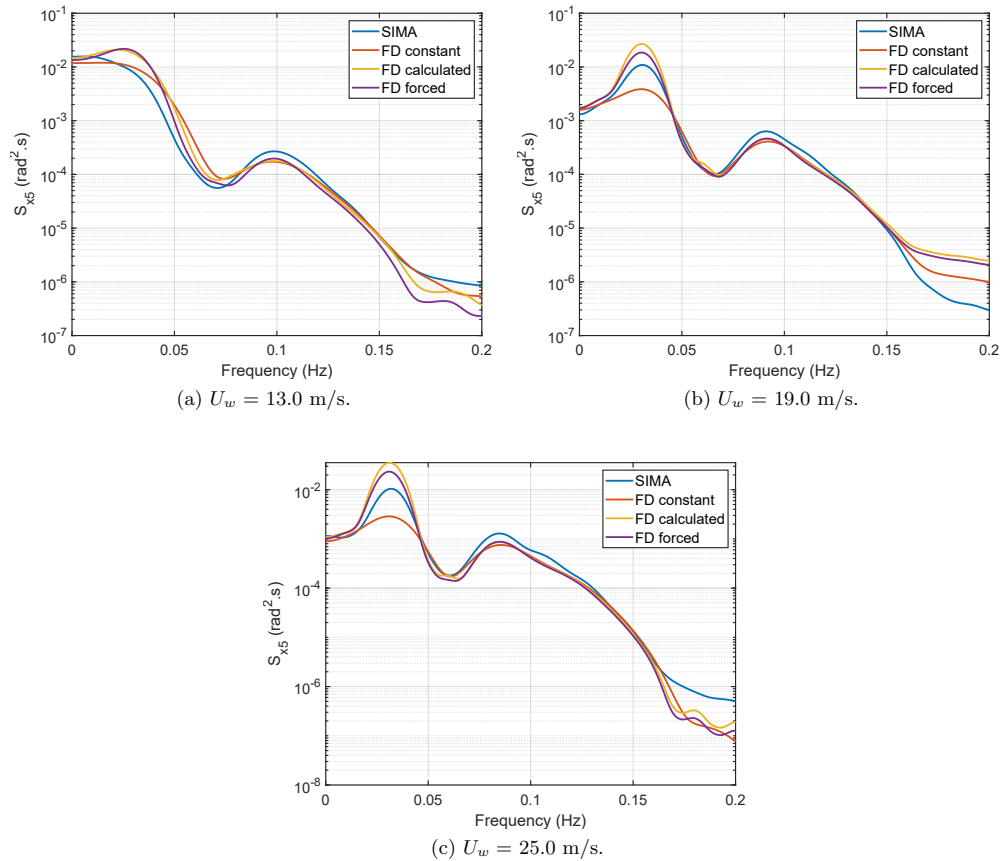 SIMA
FD constant
FD calculated
FD forced
10^-1
10^-2
10^-3
10^-4
10^-5
10^-6
10^-7
S_x5 (rad^2.s)
0
0.05
0.1
0.15
0.2
Frequency (Hz)
(a) U_w = 13.0 m/s.
SIMA
FD constant
FD calculated
FD forced
10^-1
10^-2
10^-3
10^-4
10^-5
10^-6
10^-7
S_x5 (rad^2.s)
0
0.05
0.1
0.15
0.2
Frequency (Hz)
(b) U_w = 19.0 m/s.
SIMA
FD constant
FD calculated
FD forced
10^-2
10^-4
10^-6
10^-8
S_x5 (rad^2.s)
0
0.05
0.1
0.15
0.2
Frequency (Hz)
(c) U_w = 25.0 m/s.